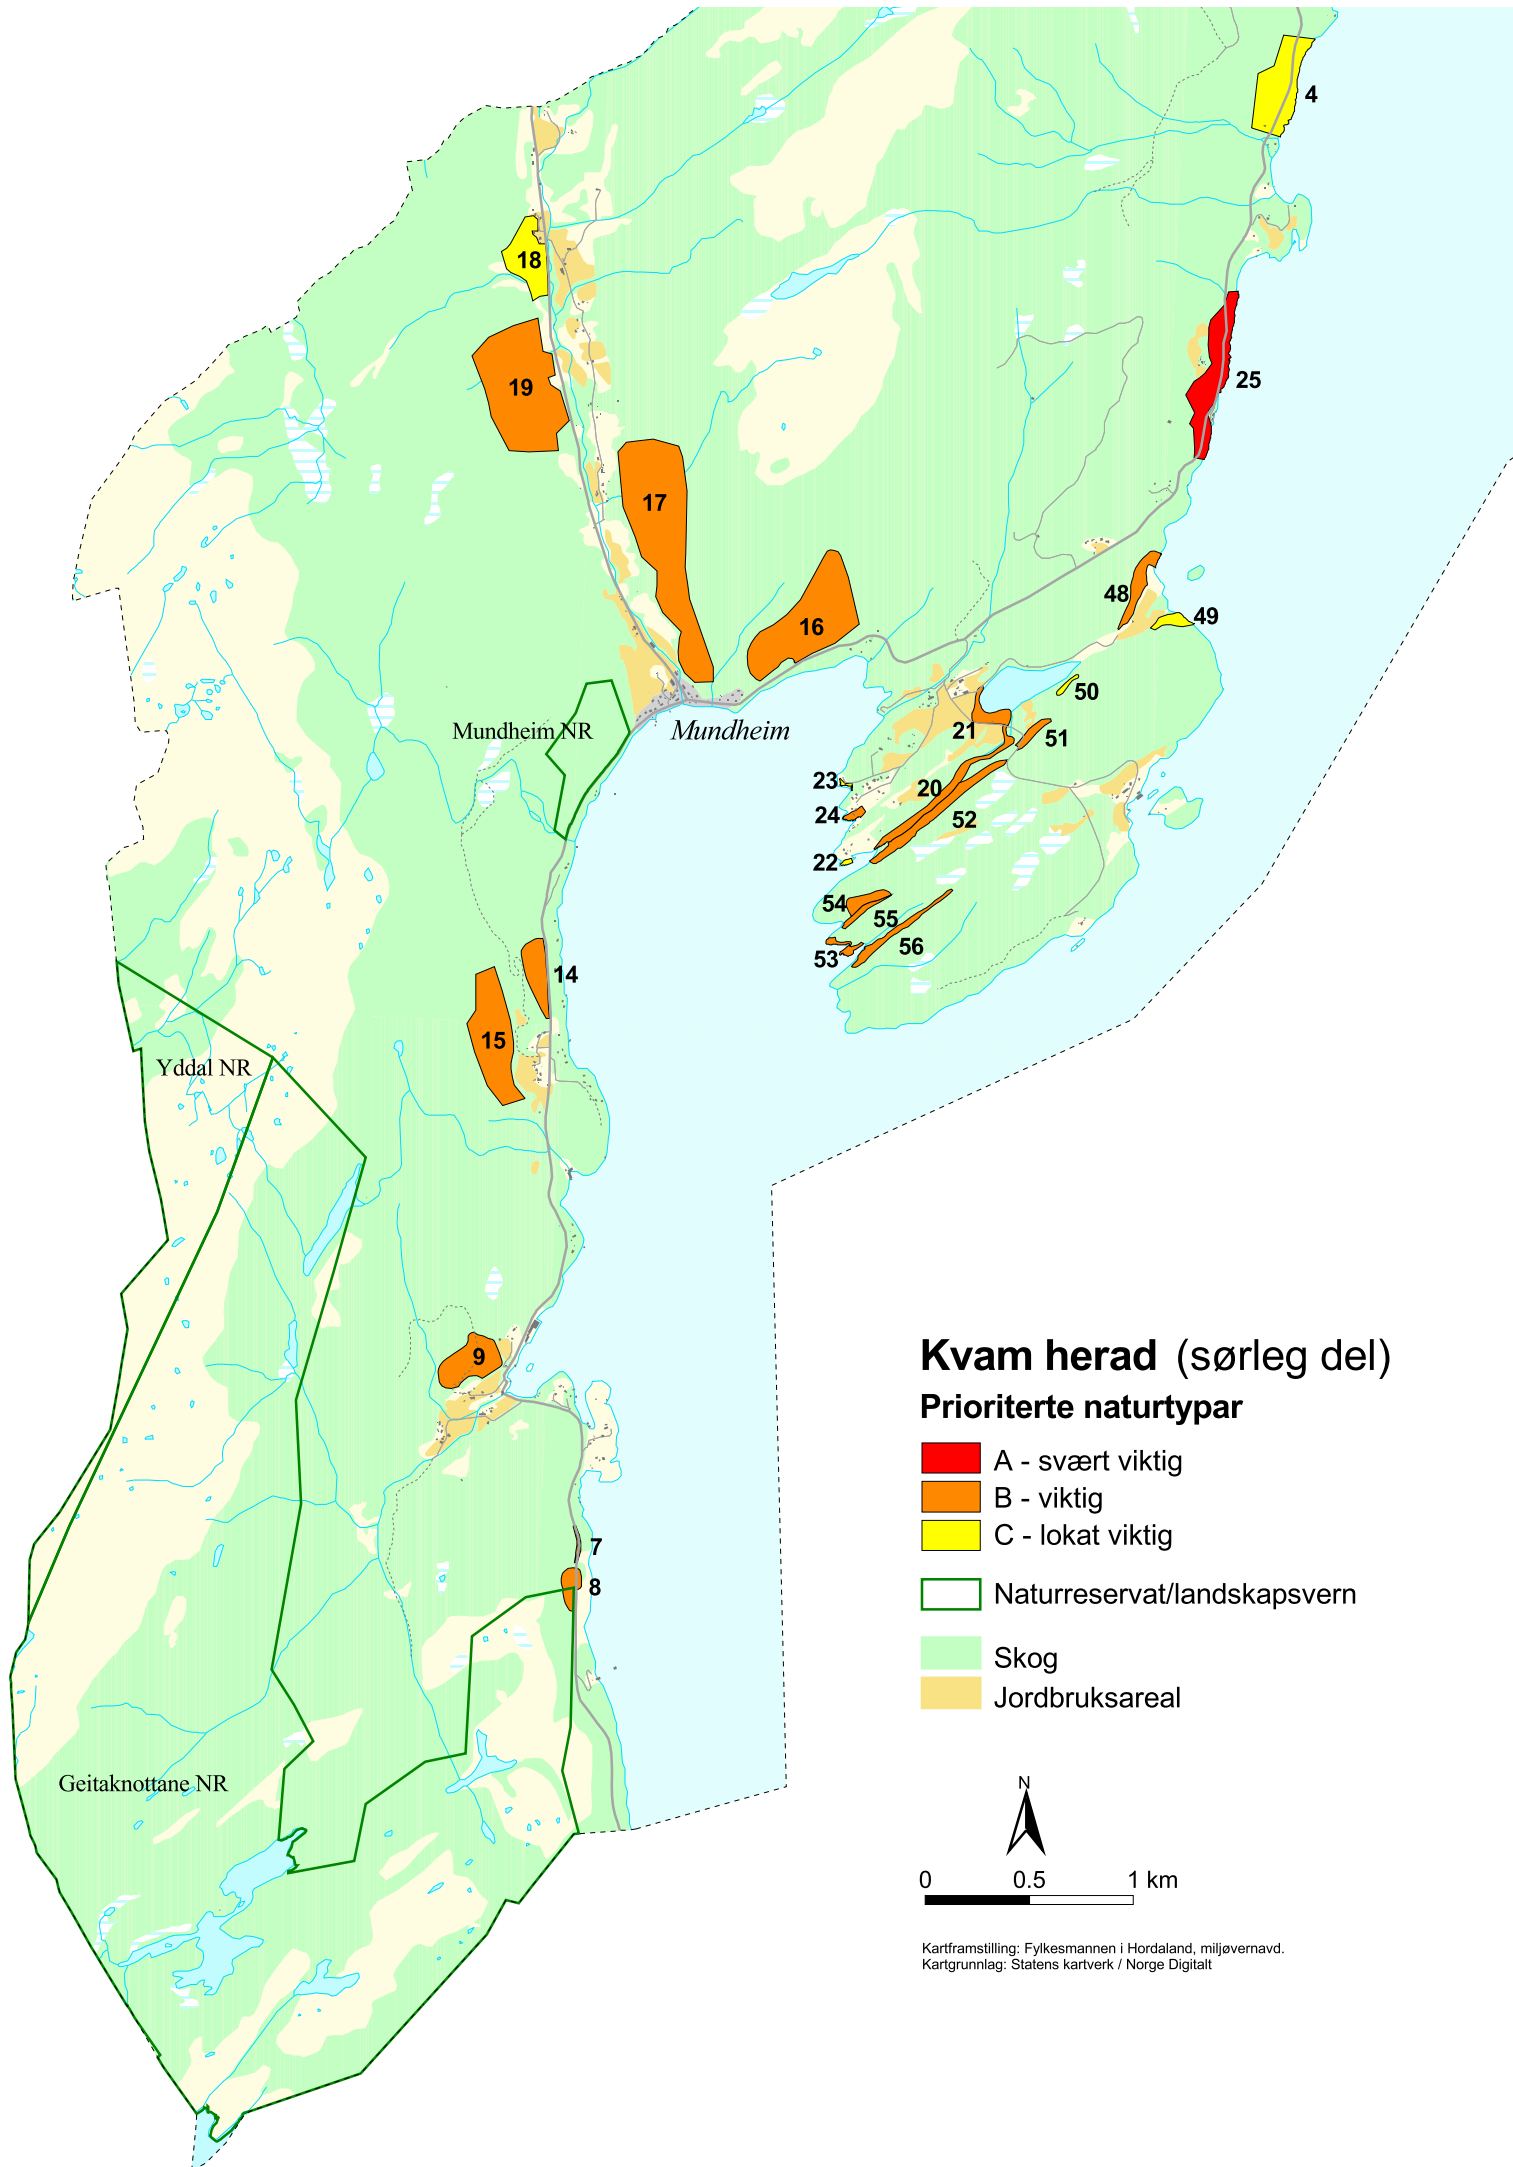 4
18
25
19
17
48
49
16
50
Mundheim NR
Mundheim
21
51
23
20
24
52
22
54
55
56
53
14
15
Yddal NR
9
Kvam herad (sørleg del)
Prioriterte naturtypar
A - svært viktig
B - viktig
C - lokat viktig
7
8
Naturreservat/landskapsvern
Skog
Jordbruksareal
Geitaknottane NR
N
0 0.5 1 km
Kartframstilling: Fylkesmannen i Hordaland, miljøvernavd.
Kartgrunnlag: Statens kartverk / Norge Digitalt